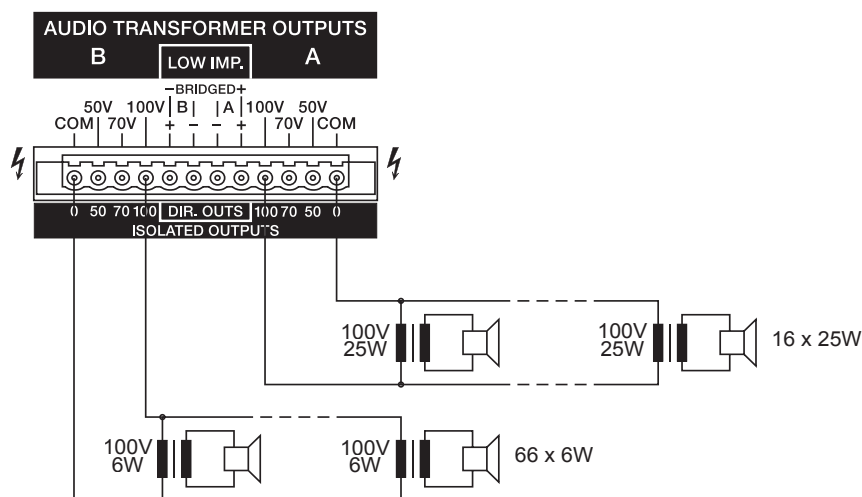 AUDIO TRANSFORMER OUTPUTS
B LOW IMP. A
–BRIDGED+
50V 100V B A 100V 50V
COM 70V + – – + 70V COM
0 50 70 100 DIR. OUTS 100 70 50 0
ISOLATED OUTPUTS
100V 100V
25W 25W
16 x 25W
100V 100V
6W 6W
66 x 6W